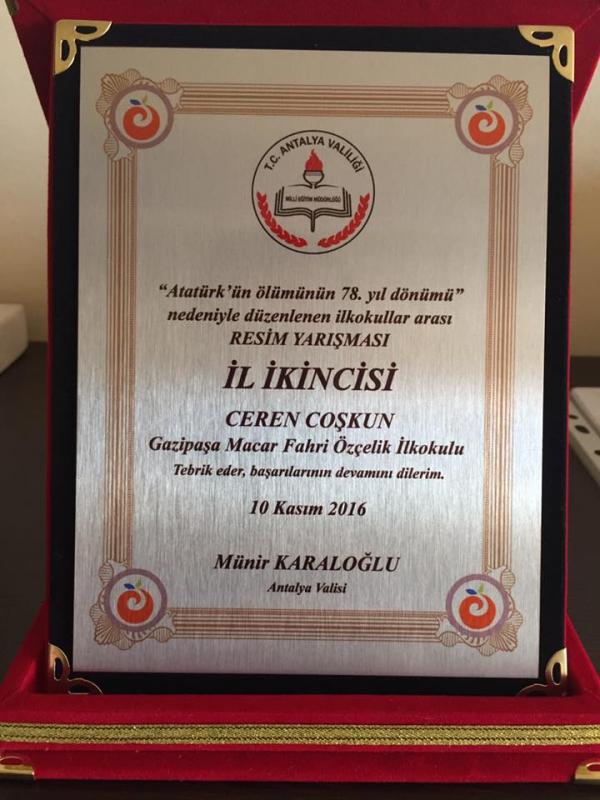 T.C. ANTALYA VALİLİĞİ
MİLLİ EĞİTİM MÜDÜRLÜĞÜ
“Atatürk’ün ölümünün 78. yıl dönümü”
nedeniyle düzenlenen ilkokullar arası
RESİM YARIŞMASI
İL İKİNCİSİ
CEREN COŞKUN
Gazipaşa Macar Fahri Özçelik İlkokulu
Tebrik eder, başarılarının devamını dilerim.
10 Kasım 2016
Münir KARALOĞLU
Antalya Valisi